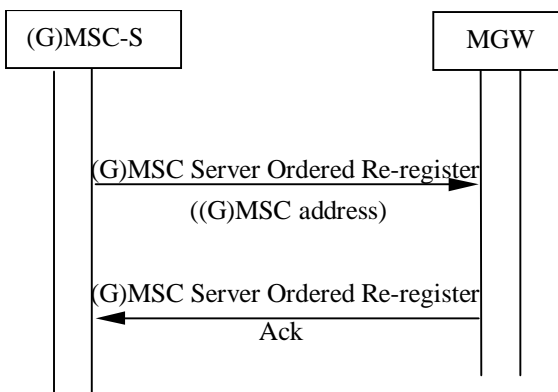 (G)MSC-S
MGW
(G)MSC Server Ordered Re-register
((G)MSC address)
(G)MSC Server Ordered Re-register
Ack